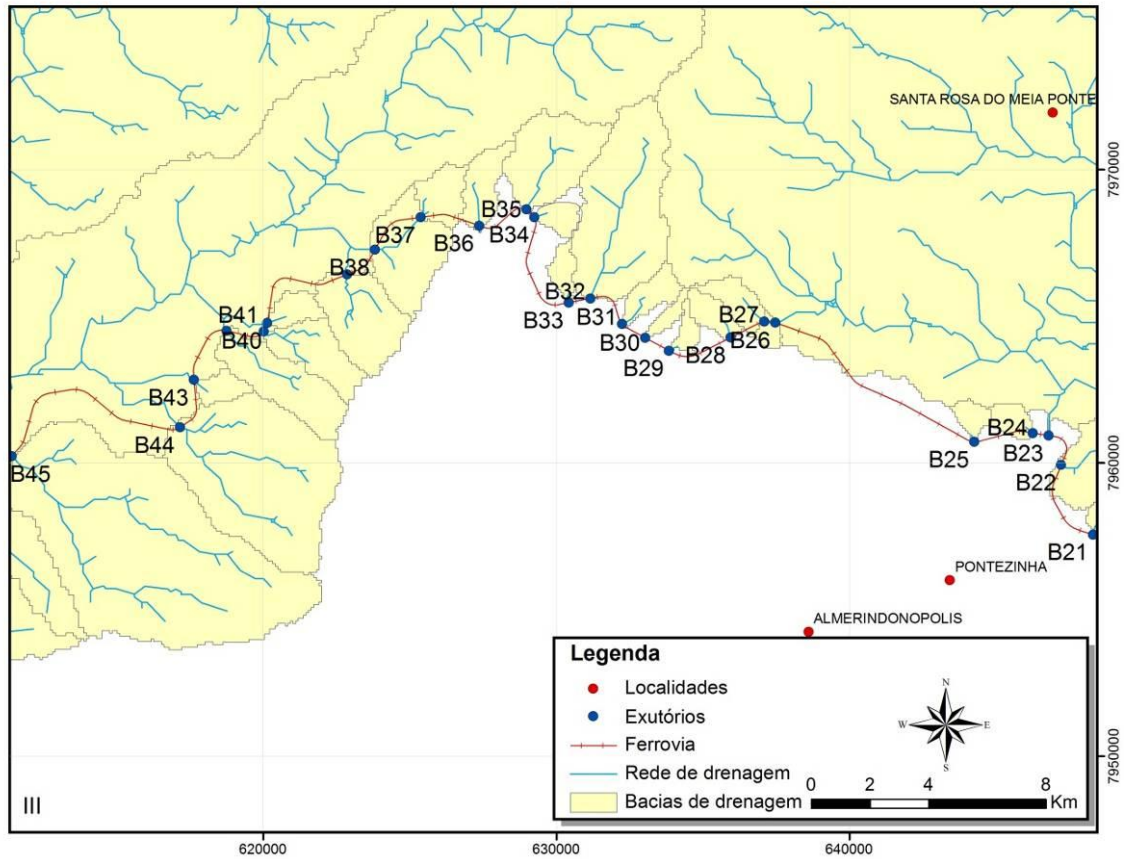 SANTA ROSA DO MEIA PONTE
7970000
B35
B37
B36
B34
B38
B32
B41
B33
B31
B27
B40
B30
B26
B28
B29
B43
B24
B44
B23
B25
7960000
B45
B22
B21
PONTEZINHA
ALMERINDONOPOLIS
Legenda
Localidades
Exutórios
Ferrovia
Rede de drenagem
Bacias de drenagem
N
W
E
S
0 2 4 8
Km
7950000
III
620000
630000
640000